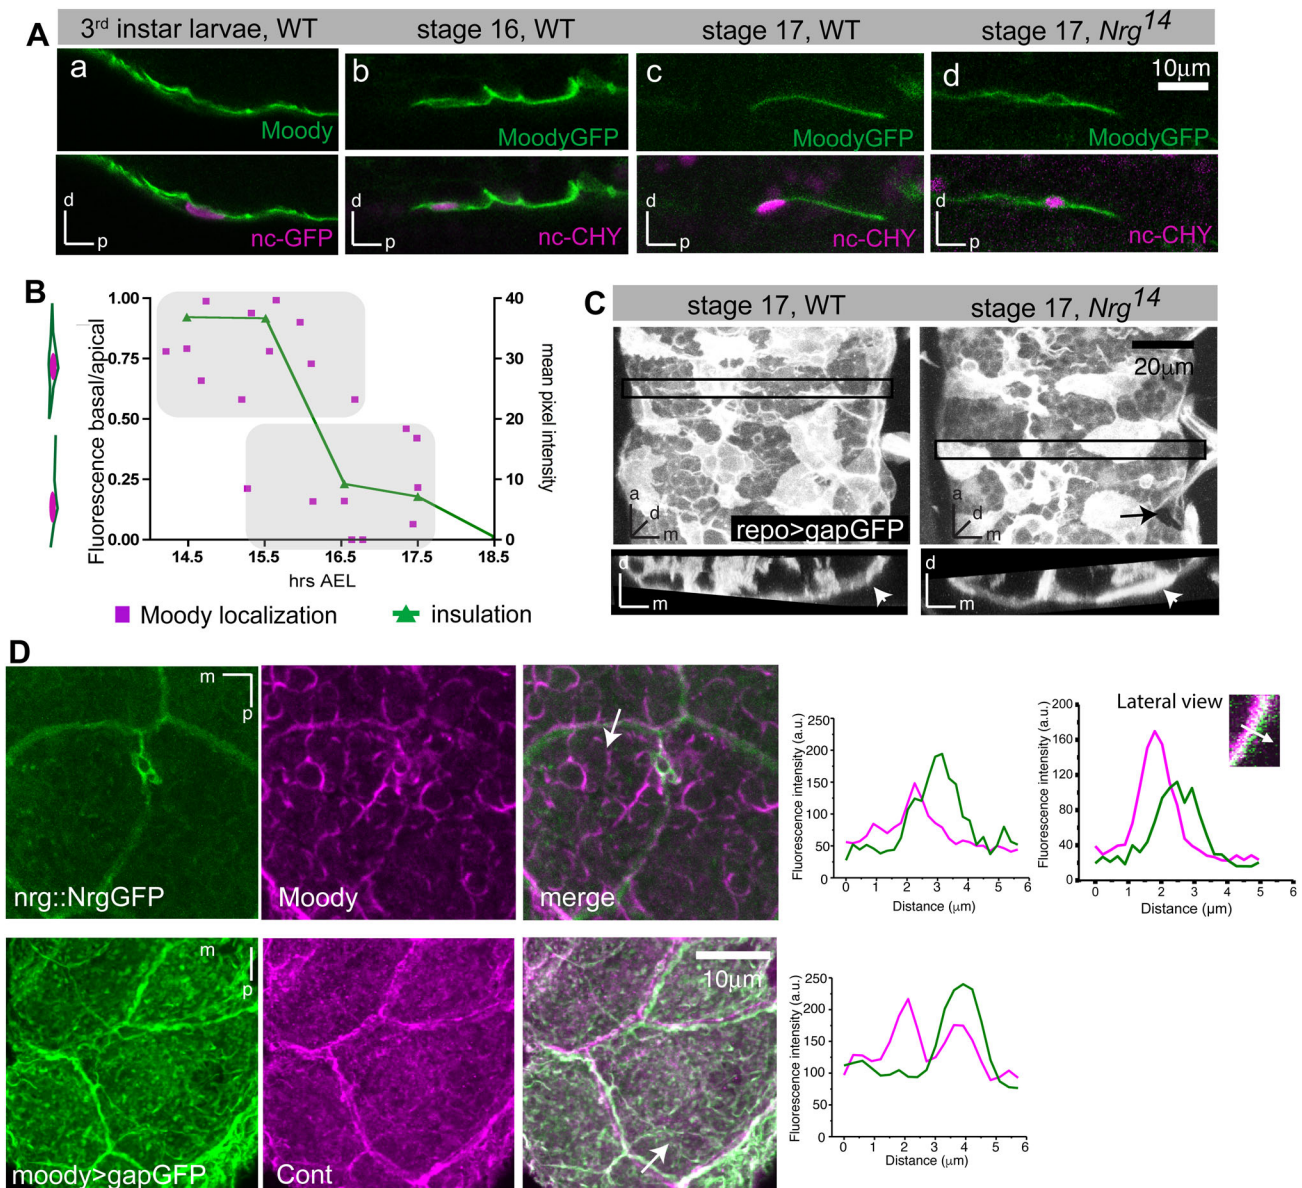 A
3rd instar larvae, WT
stage 16, WT
stage 17, WT
stage 17, Nrg14
a
b
c
d
10μm
Moody
MoodyGFP
MoodyGFP
MoodyGFP
d
p
nc-GFP
d
p
nc-CHY
d
p
nc-CHY
d
p
nc-CHY
B
Fluorescence basal/apical
1.00
0.75
0.50
0.25
0.00
40
30
20
10
0
mean pixel intensity
14.5 15.5 16.5 17.5 18.5
hrs AEL
Moody localization
insulation
C
stage 17, WT
stage 17, Nrg14
20μm
a
d
m
repo>gapGFP
a
d
m
d
m
d
m
D
m
p
nrg::NrgGFP
Moody
merge
Fluorescence intensity (a.u.)
250
200
150
100
50
0
0 1 2 3 4 5 6
Distance (μm)
Lateral view
Fluorescence intensity (a.u.)
200
160
120
80
40
0
0 1 2 3 4 5 6
Distance (μm)
m
p
moody>gapGFP
Cont
10μm
Fluorescence intensity (a.u.)
250
200
150
100
50
0
0 1 2 3 4 5 6
Distance (μm)